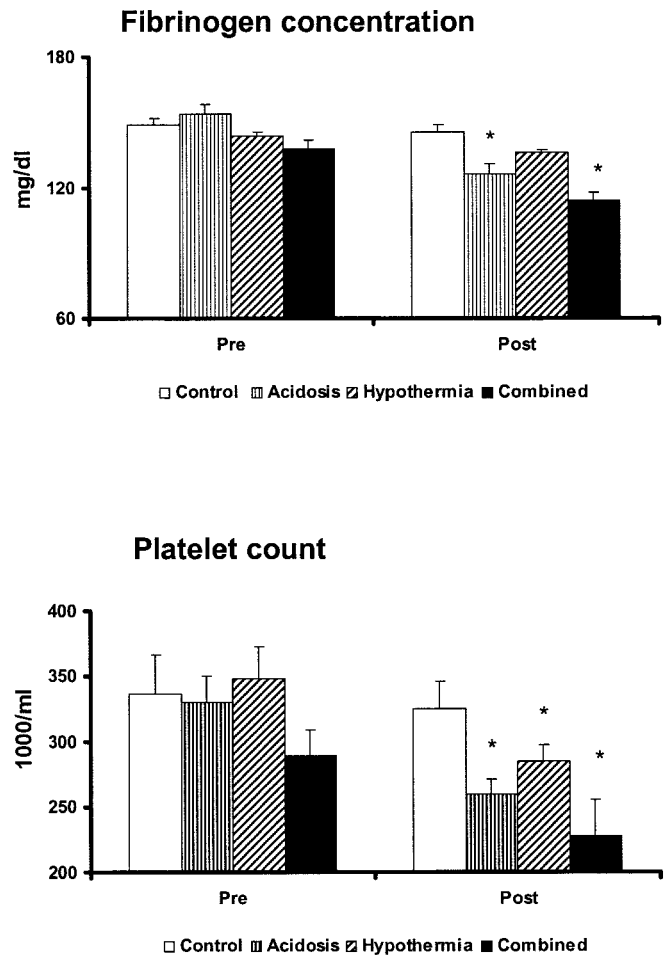 Fibrinogen concentration
180
120
60
mg/dl
*
*
Pre Post
Control Acidosis Hypothermia Combined
Platelet count
400
350
300
250
200
1000/ml
*
*
*
Pre Post
Control Acidosis Hypothermia Combined